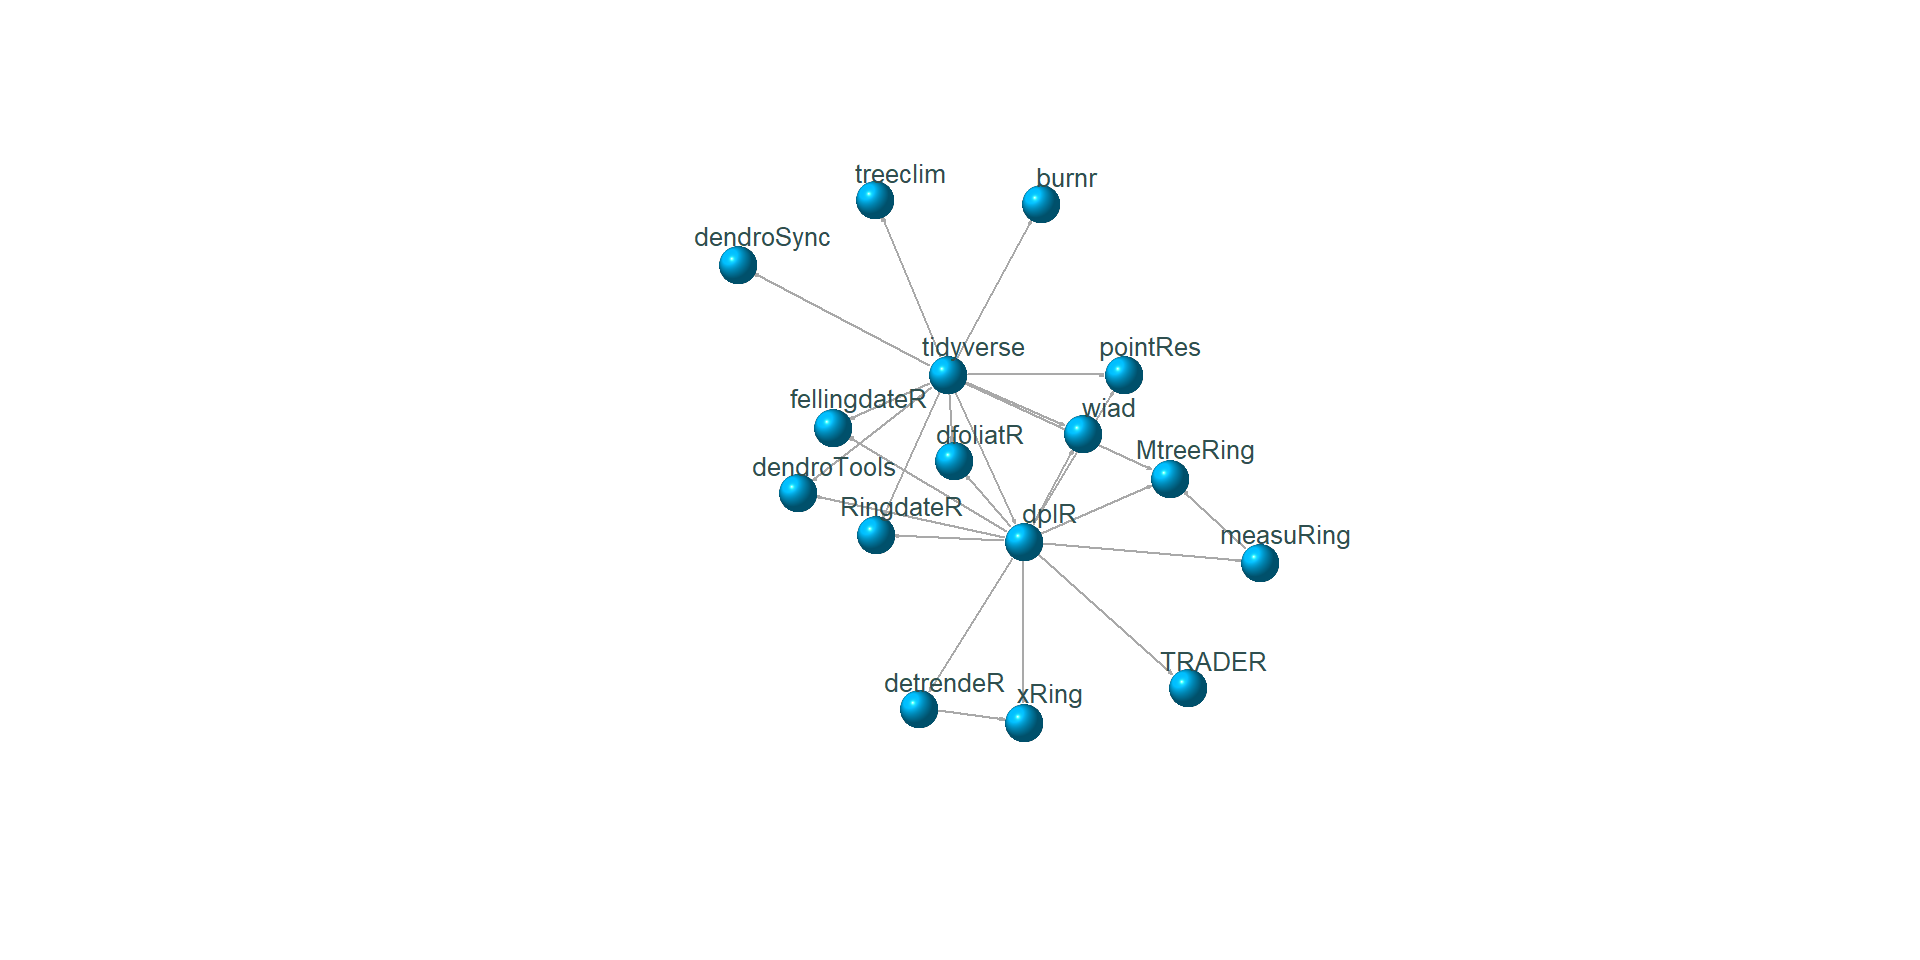 treeclim
burnr
dendroSync
tidyverse
pointRes
fellingdateR
wiad
dfoliatR
MtreeRing
dendroTools
RingdateR
dplR
measuRing
TRADER
detrendeR
xRing